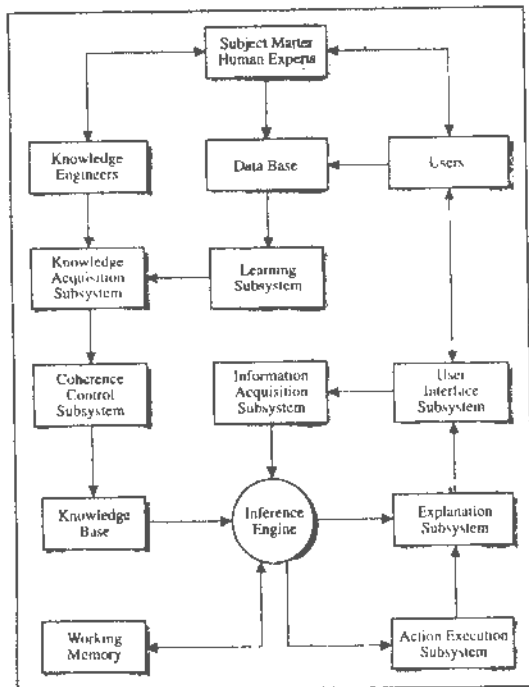 Subject Matter
Human Experts
Knowledge
Engineers
Data Base
Users
Knowledge
Acquisition
Subsystem
Learning
Subsystem
Coherence
Control
Subsystem
Information
Acquisition
Subsystem
User
Interface
Subsystem
Knowledge
Base
Inference
Engine
Explanation
Subsystem
Working
Memory
Action Execution
Subsystem